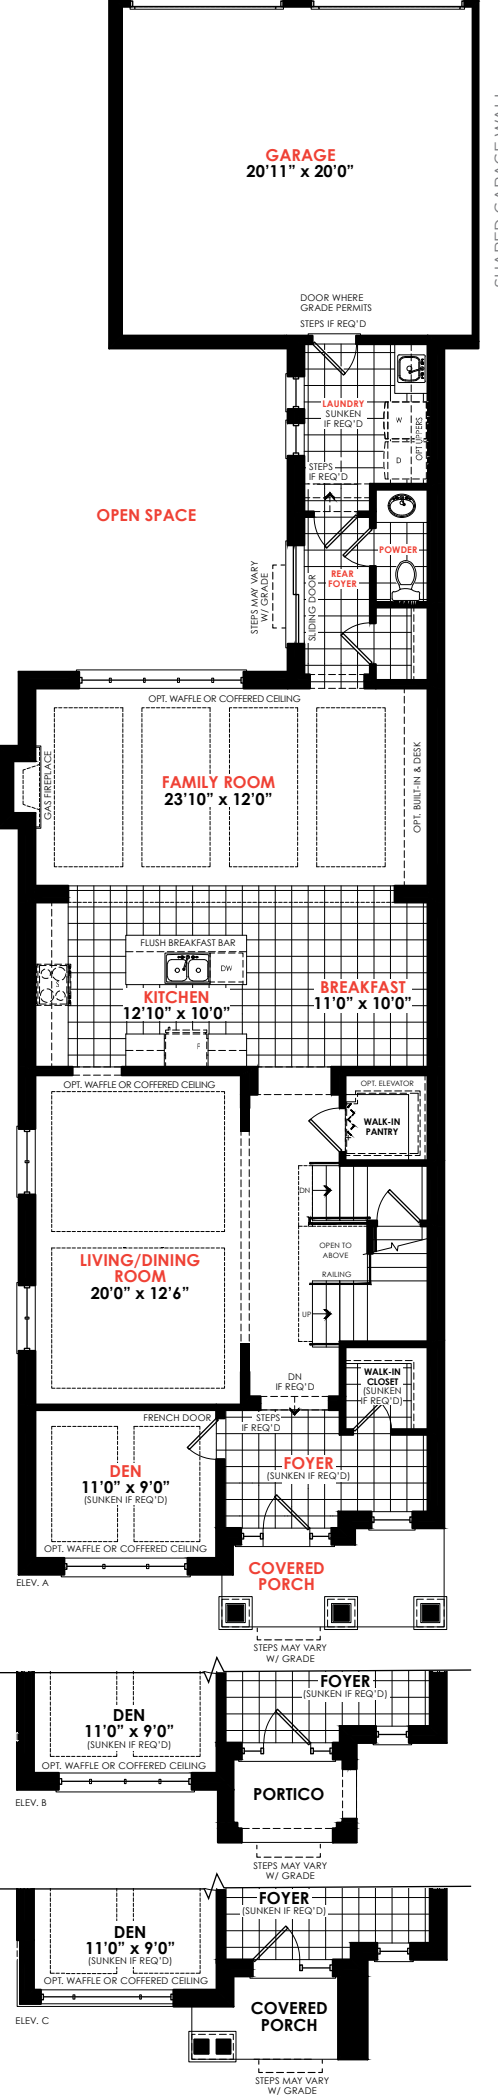 GARAGE
20'11" x 20'0"
SHARED GARAGE WALL
DOOR WHERE
GRADE PERMITS
STEPS IF REQ'D
LAUNDRY
SUNKEN
IF REQ'D
W
D
OPT UPPERS
STEPS
IF REQ'D
OPEN SPACE
POWDER
REAR
FOYER
STEPS MAY VARY
W/ GRADE
SLIDING DOOR
OPT. WAFFLE OR COFFERED CEILING
GAS FIREPLACE
FAMILY ROOM
23'10" x 12'0"
OPT. BUILT-IN & DESK
FLUSH BREAKFAST BAR
DW
KITCHEN
12'10" x 10'0"
BREAKFAST
11'0" x 10'0"
F
OPT. WAFFLE OR COFFERED CEILING
OPT. ELEVATOR
WALK-IN
PANTRY
DN
OPEN TO
ABOVE
RAILING
LIVING/DINING
ROOM
20'0" x 12'6"
UP
WALK-IN
CLOSET
(SUNKEN
IF REQ'D)
DN
IF REQ'D
FRENCH DOOR
STEPS
IF REQ'D
DEN
11'0" x 9'0"
(SUNKEN IF REQ'D)
FOYER
(SUNKEN IF REQ'D)
OPT. WAFFLE OR COFFERED CEILING
COVERED
PORCH
ELEV. A
STEPS MAY VARY
W/ GRADE
FOYER
(SUNKEN IF REQ'D)
DEN
11'0" x 9'0"
(SUNKEN IF REQ'D)
OPT. WAFFLE OR COFFERED CEILING
PORTICO
ELEV. B
STEPS MAY VARY
W/ GRADE
FOYER
(SUNKEN IF REQ'D)
DEN
11'0" x 9'0"
(SUNKEN IF REQ'D)
OPT. WAFFLE OR COFFERED CEILING
COVERED
PORCH
ELEV. C
STEPS MAY VARY
W/ GRADE